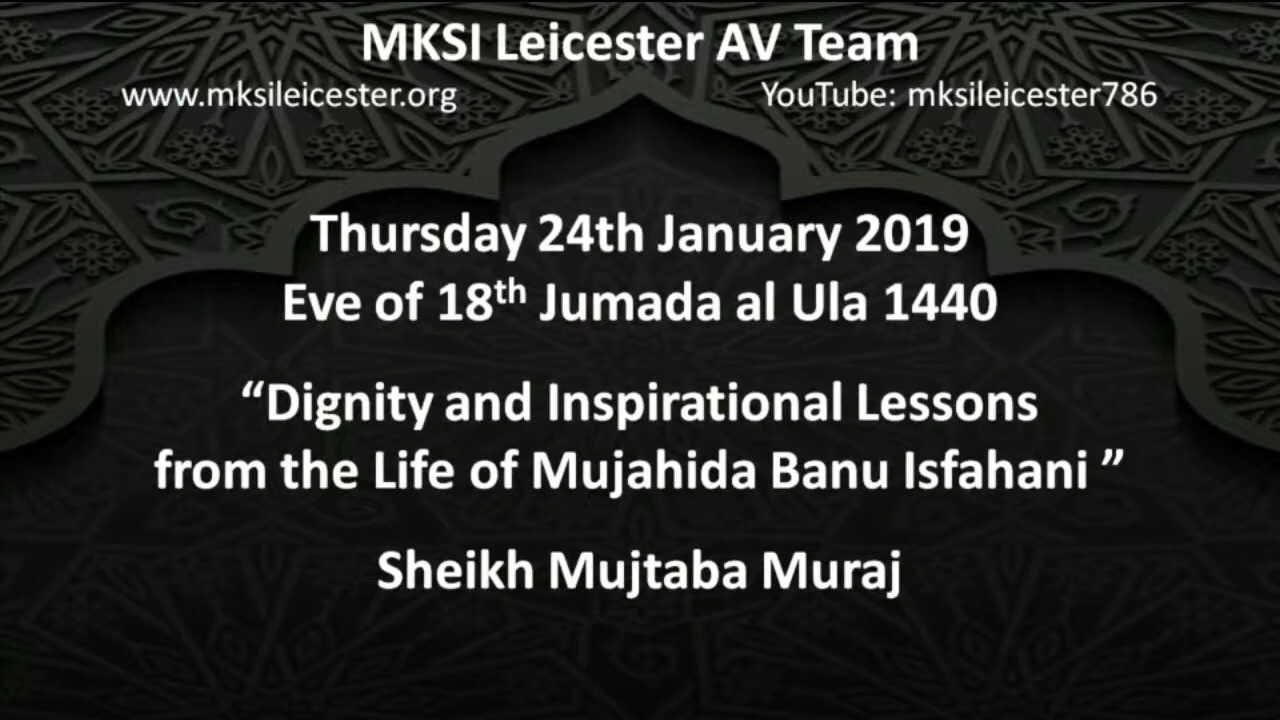 MKSI Leicester AV Team
www.mksileicester.org YouTube: mksileicester786
Thursday 24th January 2019
Eve of 18th Jumada al Ula 1440
“Dignity and Inspirational Lessons
from the Life of Mujahida Banu Isfahani ”
Sheikh Mujtaba Muraj